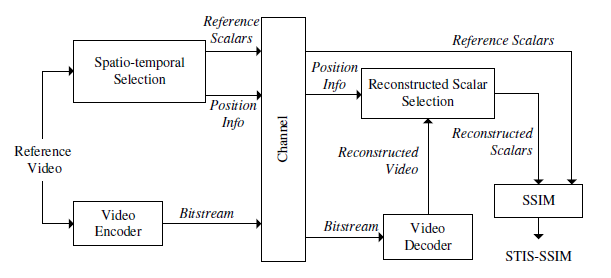 Reference
Scalars
Reference Scalars
Spatio-temporal
Selection
Position
Info
Position
Info
Reconstructed Scalar
Selection
Channel
Reference
Video
Reconstructed
Video
Reconstructed
Scalars
Video
Encoder
Bitstream
Bitstream
Video
Decoder
SSIM
STIS-SSIM